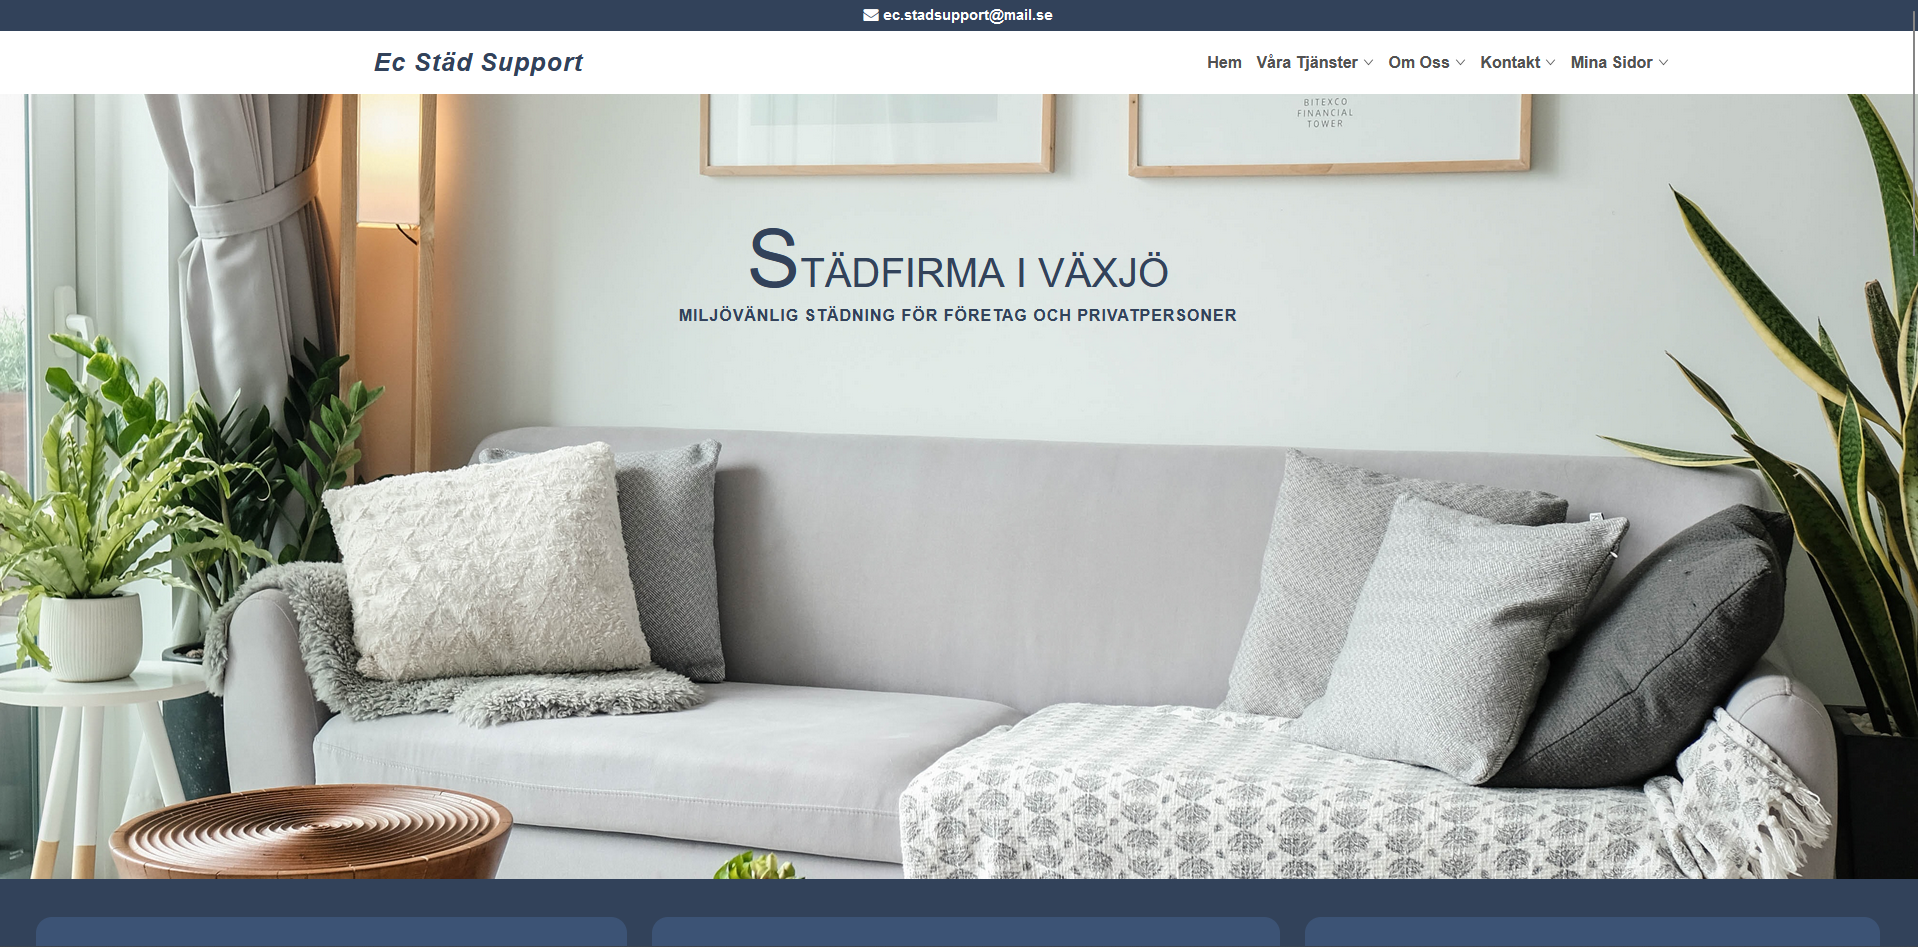 ec.stadsupport@mail.se
Ec Städ Support
Hem Våra Tjänster Om Oss Kontakt Mina Sidor
BITEXCO
FINANCIAL
TOWER
STÄDFIRMA I VÄXJÖ
MILJÖVÄNLIG STÄDNING FÖR FÖRETAG OCH PRIVATPERSONER